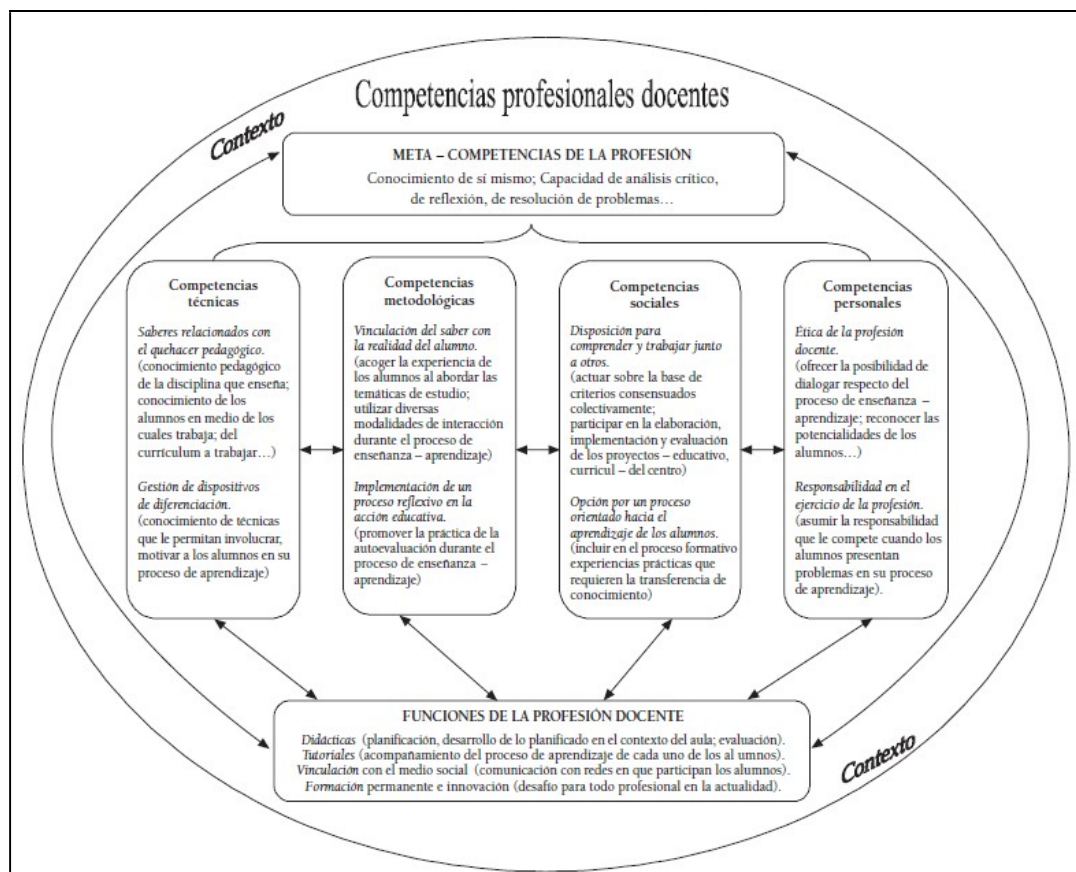 Competencias profesionales docentes
Contexto
META – COMPETENCIAS DE LA PROFESIÓN
Conocimiento de sí mismo; Capacidad de análisis crítico,
de reflexión, de resolución de problemas…
Competencias
técnicas
Saberes relacionados con
el quehacer pedagógico.
(conocimiento pedagógico
de la disciplina que enseña;
conocimiento de los
alumnos en medio de los
cuales trabaja; del
currículum a trabajar…)
Gestión de dispositivos
de diferenciación.
(conocimiento de técnicas
que le permitan involucrar,
motivar a los alumnos en su
proceso de aprendizaje)
Competencias
metodológicas
Vinculación del saber con
la realidad del alumno.
(acoger la experiencia de
los alumnos al abordar las
temáticas de estudio;
utilizar diversas
modalidades de interacción
durante el proceso de
enseñanza – aprendizaje)
Implementación de un
proceso reflexivo en la
acción educativa.
(promover la práctica de la
autoevaluación durante el
proceso de enseñanza –
aprendizaje)
Competencias
sociales
Disposición para
comprender y trabajar junto
a otros.
(actuar sobre la base de
criterios consensuados
colectivamente;
participar en la elaboración,
implementación y evaluación
de los proyectos – educativo,
curricul – del centro)
Opción por un proceso
orientado hacia el
aprendizaje de los alumnos.
(incluir en el proceso formativo
experiencias prácticas que
requieren la transferencia de
conocimiento)
Competencias
personales
Ética de la profesión
docente.
(ofrecer la posibilidad de
dialogar respecto del
proceso de enseñanza –
aprendizaje; reconocer las
potencialidades de los
alumnos…)
Responsabilidad en el
ejercicio de la profesión.
(asumir la responsabilidad
que le compete cuando los
alumnos presentan
problemas en su proceso
de aprendizaje).
FUNCIONES DE LA PROFESIÓN DOCENTE
Didácticas (planificación, desarrollo de lo planificado en el contexto del aula; evaluación).
Tutoriales (acompañamiento del proceso de aprendizaje de cada uno de los al umnos).
Vinculación con el medio social (comunicación con redes en que participan los alumnos).
Formación permanente e innovación (desafío para todo profesional en la actualidad).
Contexto